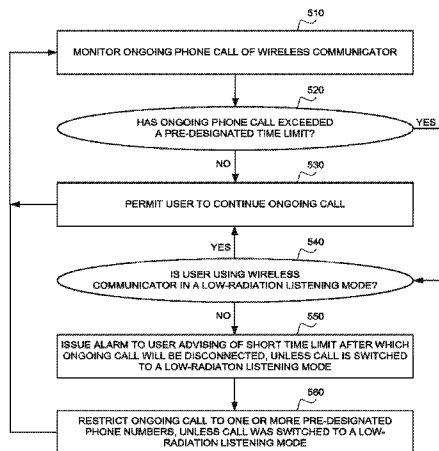 510
MONITOR ONGOING PHONE CALL OF WIRELESS COMMUNICATOR
520
HAS ONGOING PHONE CALL EXCEEDED
A PRE-DESIGNATED TIME LIMIT?
YES
NO
530
PERMIT USER TO CONTINUE ONGOING CALL
YES
540
IS USER USING WIRELESS
COMMUNICATOR IN A LOW-RADIATION LISTENING MODE?
NO
550
ISSUE ALARM TO USER ADVISING OF SHORT TIME LIMIT AFTER WHICH
ONGOING CALL WILL BE DISCONNECTED, UNLESS CALL IS SWITCHED
TO A LOW-RADIATON LISTENING MODE
560
RESTRICT ONGOING CALL TO ONE OR MORE PRE-DESIGNATED
PHONE NUMBERS, UNLESS CALL WAS SWITCHED TO A LOW-
RADIATION LISTENING MODE